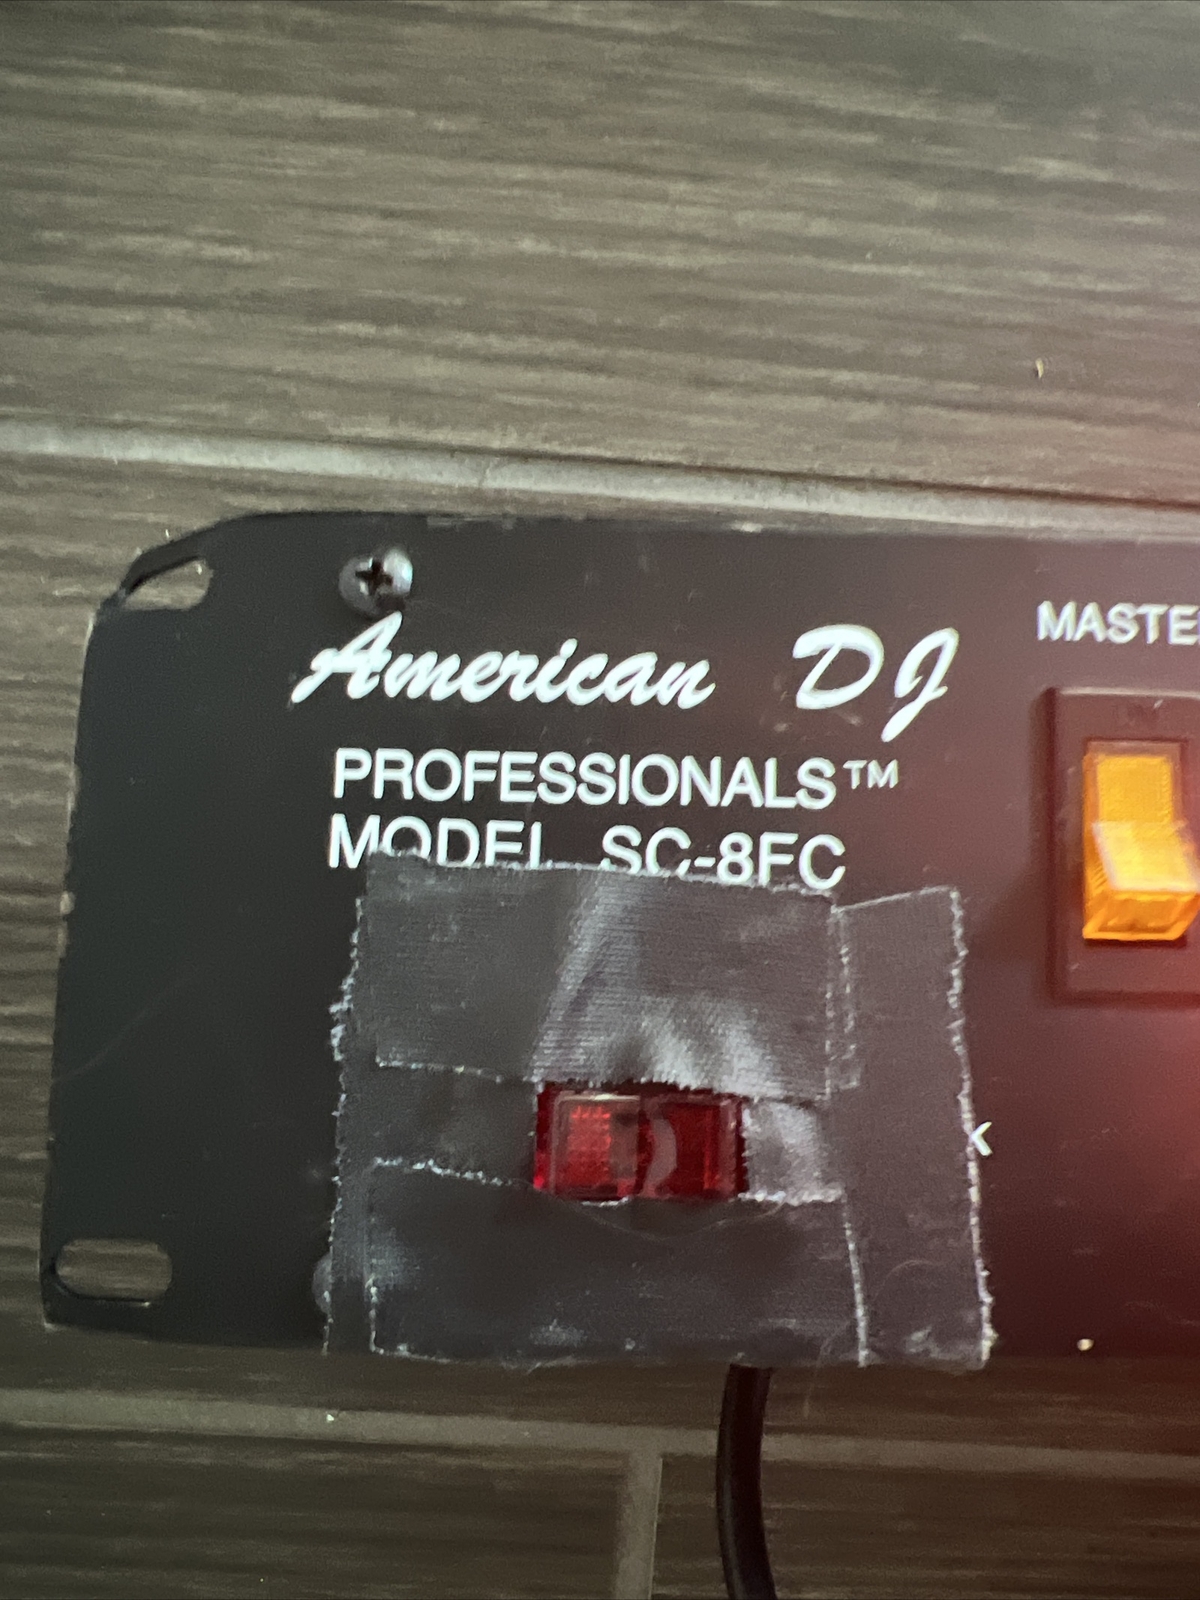 American DJ
PROFESSIONALS™
MODEL SC-8FC